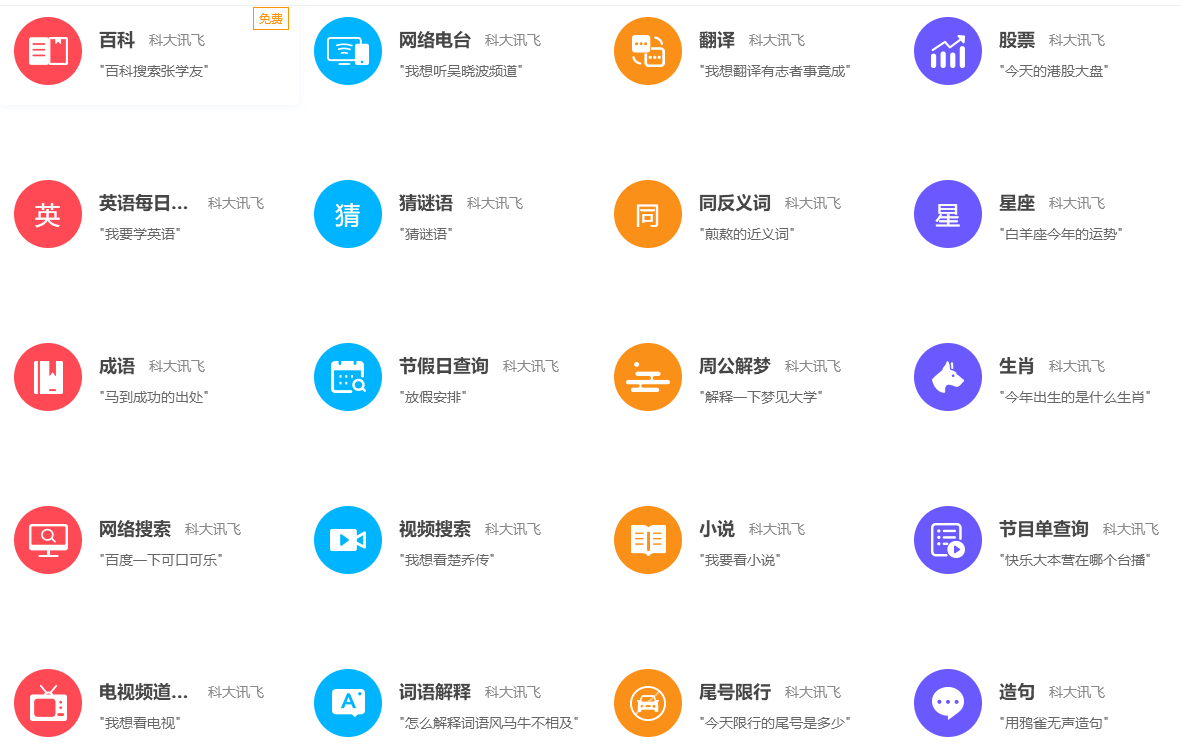 免费
百科 科大讯飞
"百科搜索张学友"
网络电台 科大讯飞
"我想听吴晓波频道"
翻译 科大讯飞
"我想翻译有志者事竟成"
股票 科大讯飞
"今天的港股大盘"
英
英语每日... 科大讯飞
"我要学英语"
猜
猜谜语 科大讯飞
"猜谜语"
同
同反义词 科大讯飞
"煎熬的近义词"
星
星座 科大讯飞
"白羊座今年的运势"
成语 科大讯飞
"马到成功的出处"
节假日查询 科大讯飞
"放假安排"
周公解梦 科大讯飞
"解释一下梦见大学"
生肖 科大讯飞
"今年出生的是什么生肖"
网络搜索 科大讯飞
"百度一下可口可乐"
视频搜索 科大讯飞
"我想看楚乔传"
小说 科大讯飞
"我要看小说"
节目单查询 科大讯飞
"快乐大本营在哪个台播"
电视频道... 科大讯飞
"我想看电视"
A
词语解释 科大讯飞
"怎么解释词语风马牛不相及"
尾号限行 科大讯飞
"今天限行的尾号是多少"
造句 科大讯飞
"用鸦雀无声造句"